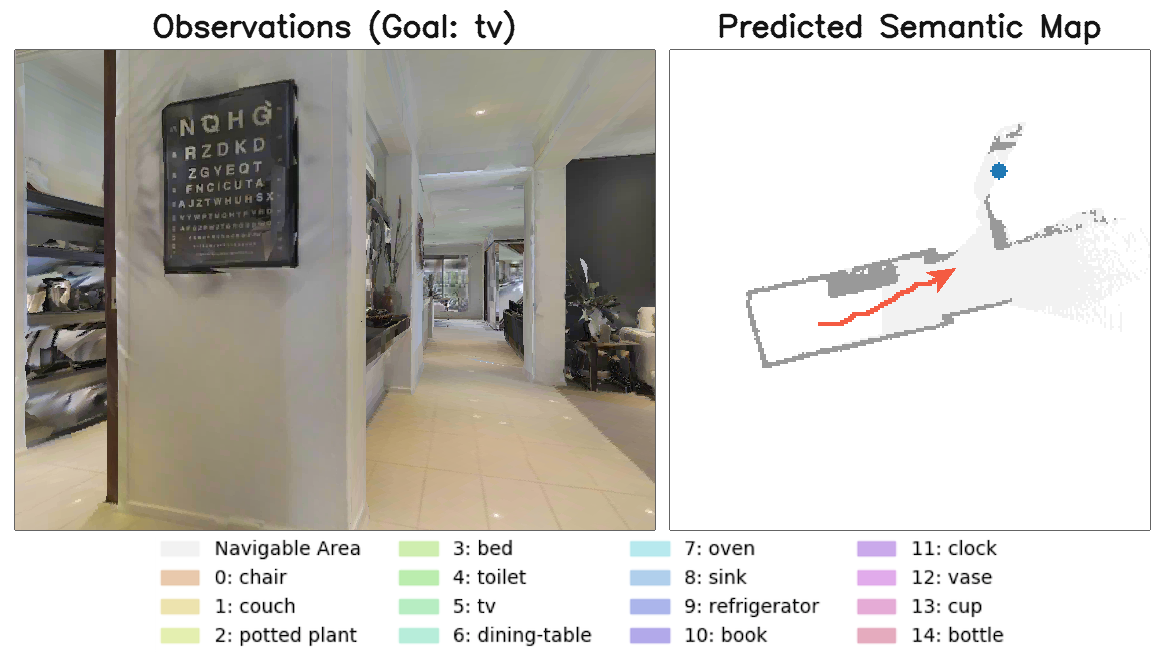 Observations (Goal: tv)
Predicted Semantic Map
NQHG
RZDKD
ZGYEQT
FNCICUTA
AJZTWHUHSX
Navigable Area
0: chair
1: couch
2: potted plant
3: bed
4: toilet
5: tv
6: dining-table
7: oven
8: sink
9: refrigerator
10: book
11: clock
12: vase
13: cup
14: bottle